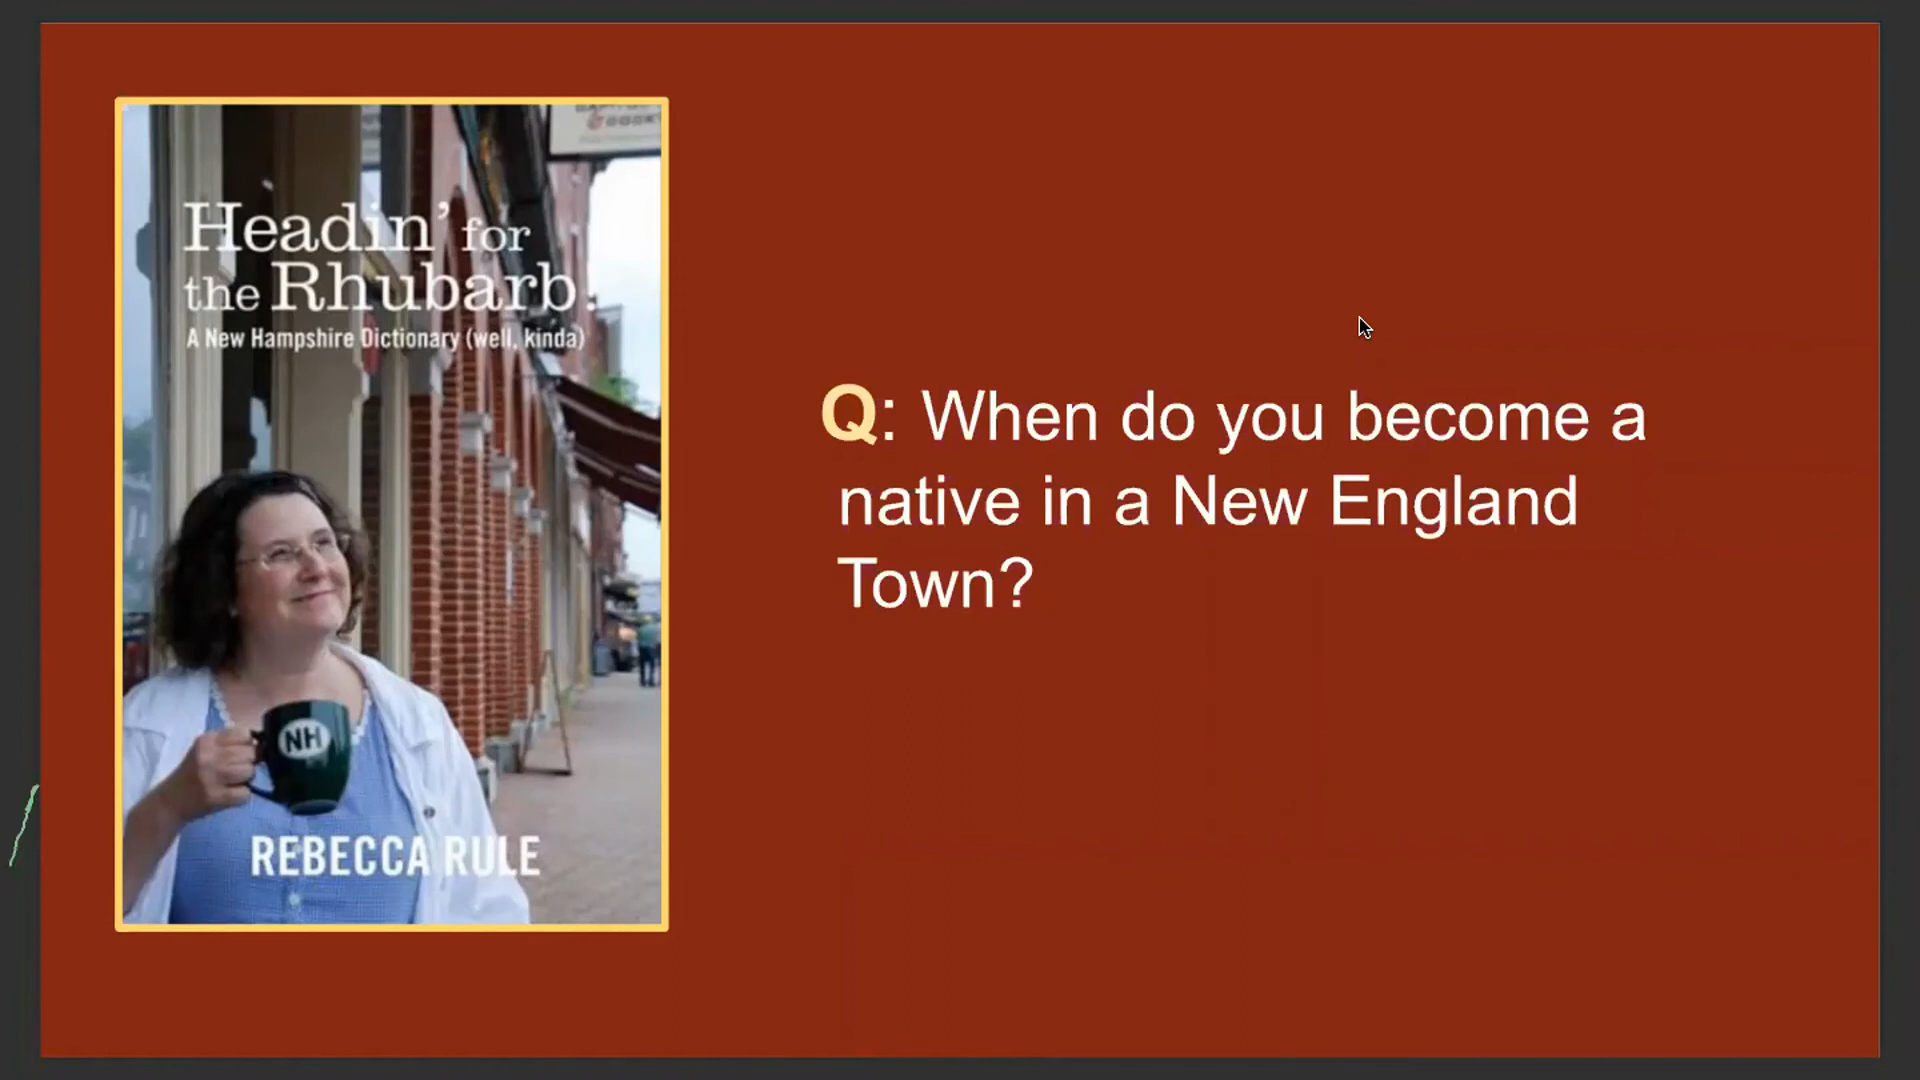 & BOOKS
Headin’ for
the Rhubarb!
A New Hampshire Dictionary (well, kinda)
NH
REBECCA RULE
Q: When do you become a
native in a New England
Town?